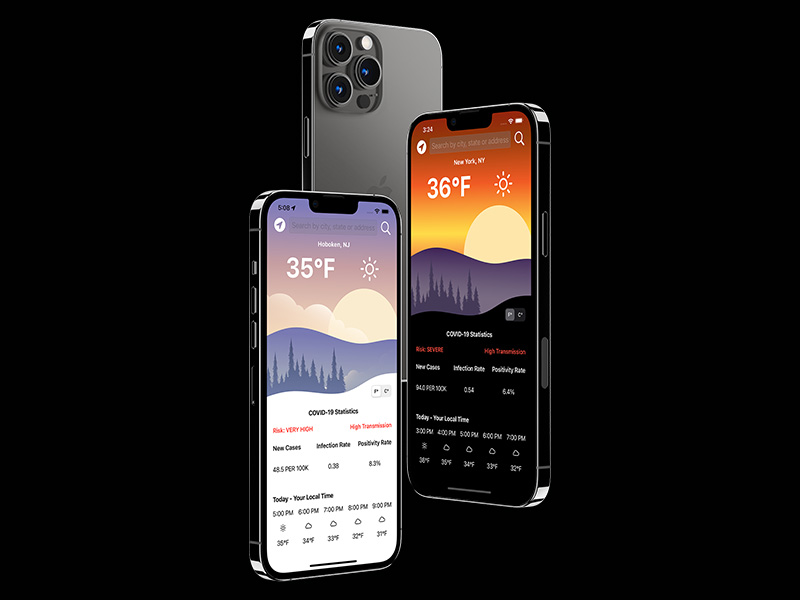 3:24
Search by city, state or address
New York, NY
36°F
F° C°
COVID-19 Statistics
Risk: SEVERE High Transmission
New Cases Infection Rate Positivity Rate
94.0 PER 100K 0.54 6.4%
Today - Your Local Time
3:00 PM 4:00 PM 5:00 PM 6:00 PM 7:00 PM
36°F 35°F 34°F 33°F 32°F
5:08
Search by city, state or address
Hoboken, NJ
35°F
F° C°
COVID-19 Statistics
Risk: VERY HIGH High Transmission
New Cases Infection Rate Positivity Rate
48.5 PER 100K 0.38 8.3%
Today - Your Local Time
5:00 PM 6:00 PM 7:00 PM 8:00 PM 9:00 PM
35°F 34°F 33°F 32°F 31°F